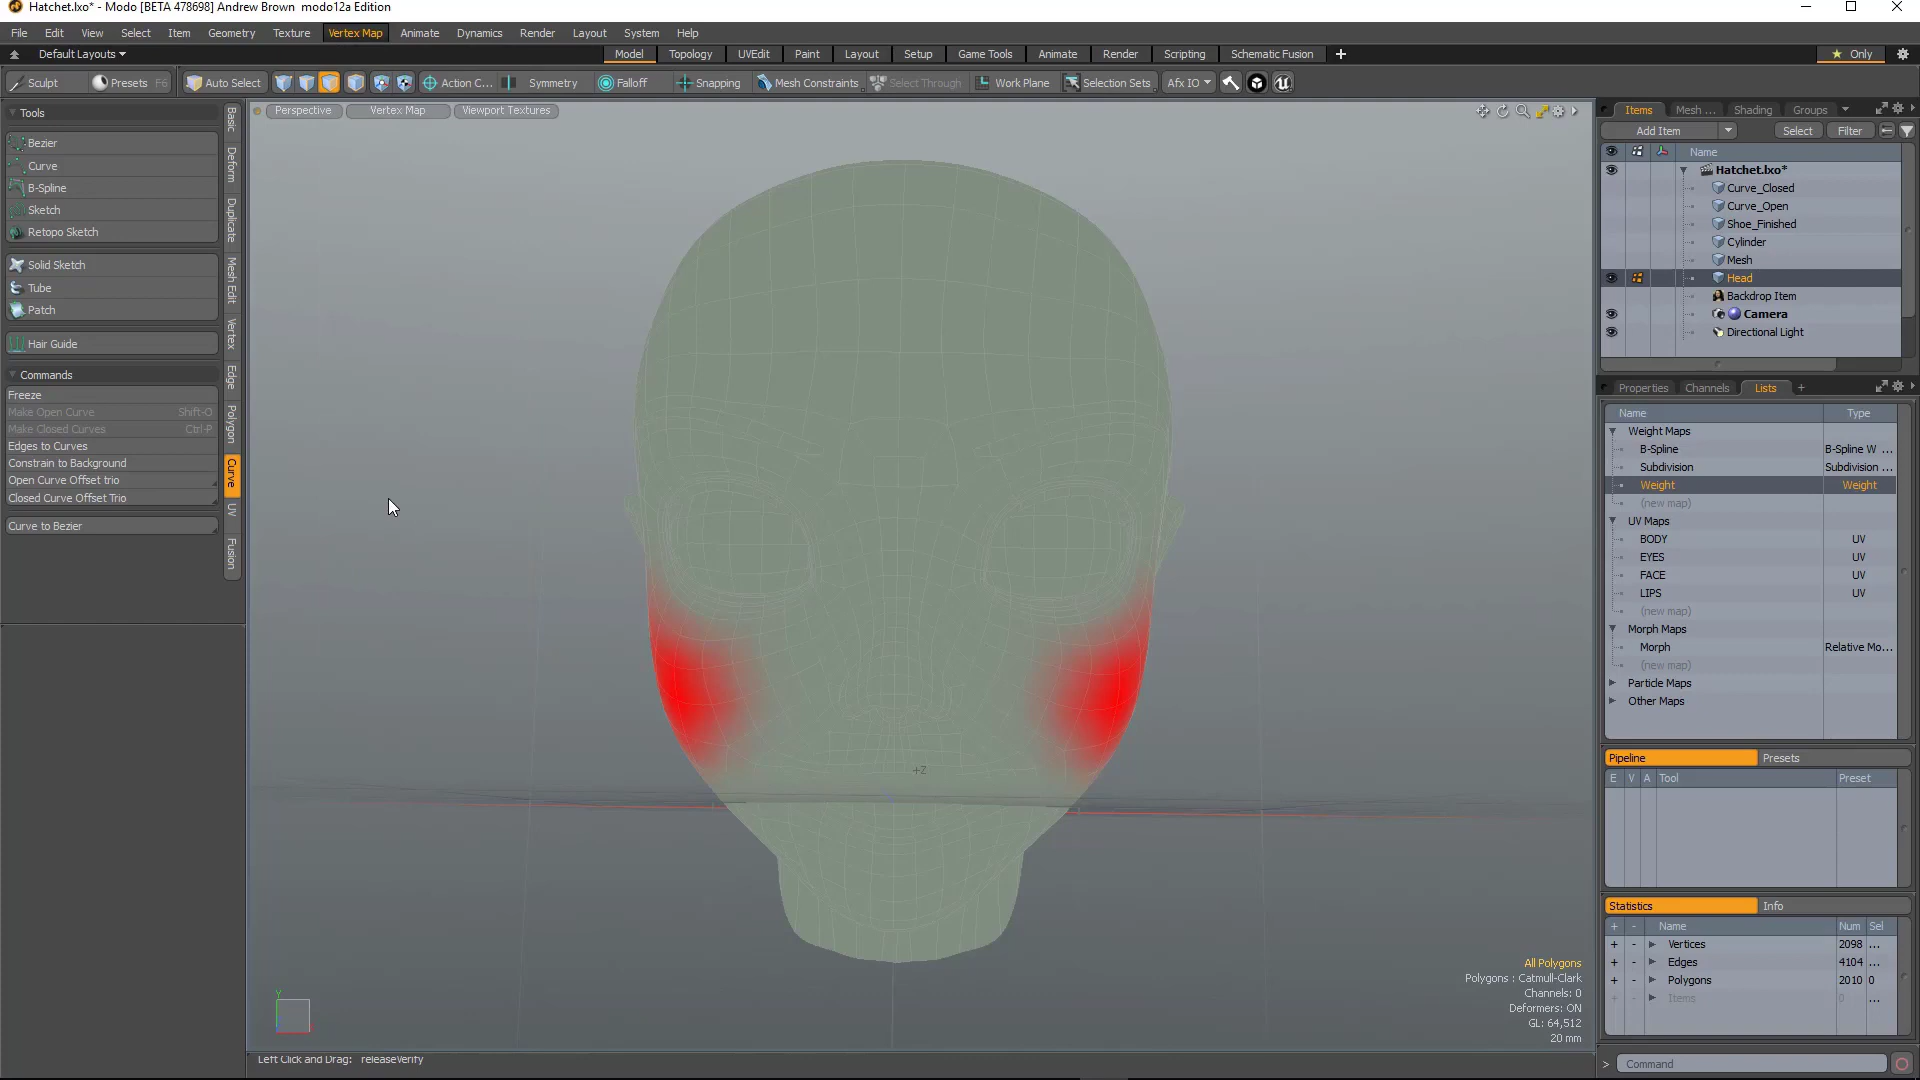 Hatchet.lxo* - Modo [BETA 478698] Andrew Brown modo12a Edition
File Edit View Select Item Geometry Texture Vertex Map Animate Dynamics Render Layout System Help
Default Layouts Model Topology UVEdit Paint Layout Setup Game Tools Animate Render Scripting Schematic Fusion + Only
Sculpt Presets F6 Auto Select Action C... Symmetry Falloff Snapping Mesh Constraints Select Through Work Plane Selection Sets Afx IO
Tools
Bezier
Curve
B-Spline
Sketch
Retopo Sketch
Solid Sketch
Tube
Patch
Hair Guide
Commands
Freeze
Make Open Curve Shift-O
Make Closed Curves Ctrl-P
Edges to Curves
Constrain to Background
Open Curve Offset trio
Closed Curve Offset Trio
Curve to Bezier
Basic
Deform
Duplicate
Mesh Edit
Vertex
Edge
Polygon
Curve
UV
Fusion
Perspective Vertex Map Viewport Textures
+Z
Y
All Polygons
Polygons : Catmull-Clark
Channels: 0
Deformers: ON
GL: 64,512
20 mm
Left Click and Drag: releaseVerify
Items Mesh ... Shading Groups
Add Item Select Filter
Name
Hatchet.lxo*
Curve_Closed
Curve_Open
Shoe_Finished
Cylinder
Mesh
Head
Backdrop Item
Camera
Directional Light
Properties Channels Lists +
Name Type
Weight Maps
B-Spline B-Spline W ...
Subdivision Subdivision ...
Weight Weight
(new map)
UV Maps
BODY UV
EYES UV
FACE UV
LIPS UV
(new map)
Morph Maps
Morph Relative Mo...
(new map)
Particle Maps
Other Maps
Pipeline Presets
E V A Tool Preset
Statistics Info
+ - Name Num Sel
+ - Vertices 2098 ...
+ - Edges 4104 ...
+ - Polygons 2010 0
+ - Items 0 ...
> Command